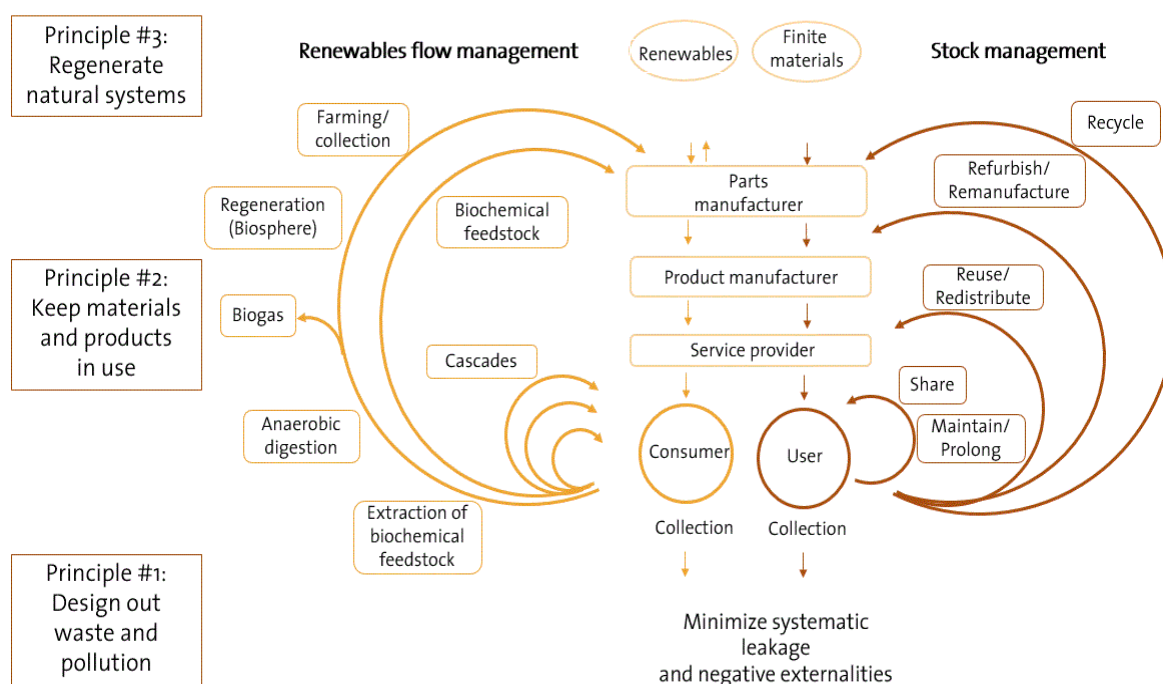 Principle #3:
Regenerate
natural systems
Renewables flow management
Renewables
Finite
materials
Stock management
Farming/
collection
Recycle
Refurbish/
Remanufacture
Parts
manufacturer
Regeneration
(Biosphere)
Biochemical
feedstock
Principle #2:
Keep materials
and products
in use
Product manufacturer
Reuse/
Redistribute
Biogas
Service provider
Cascades
Share
Anaerobic
digestion
Consumer
User
Maintain/
Prolong
Extraction of
biochemical
feedstock
Collection
Collection
Principle #1:
Design out
waste and
pollution
Minimize systematic
leakage
and negative externalities